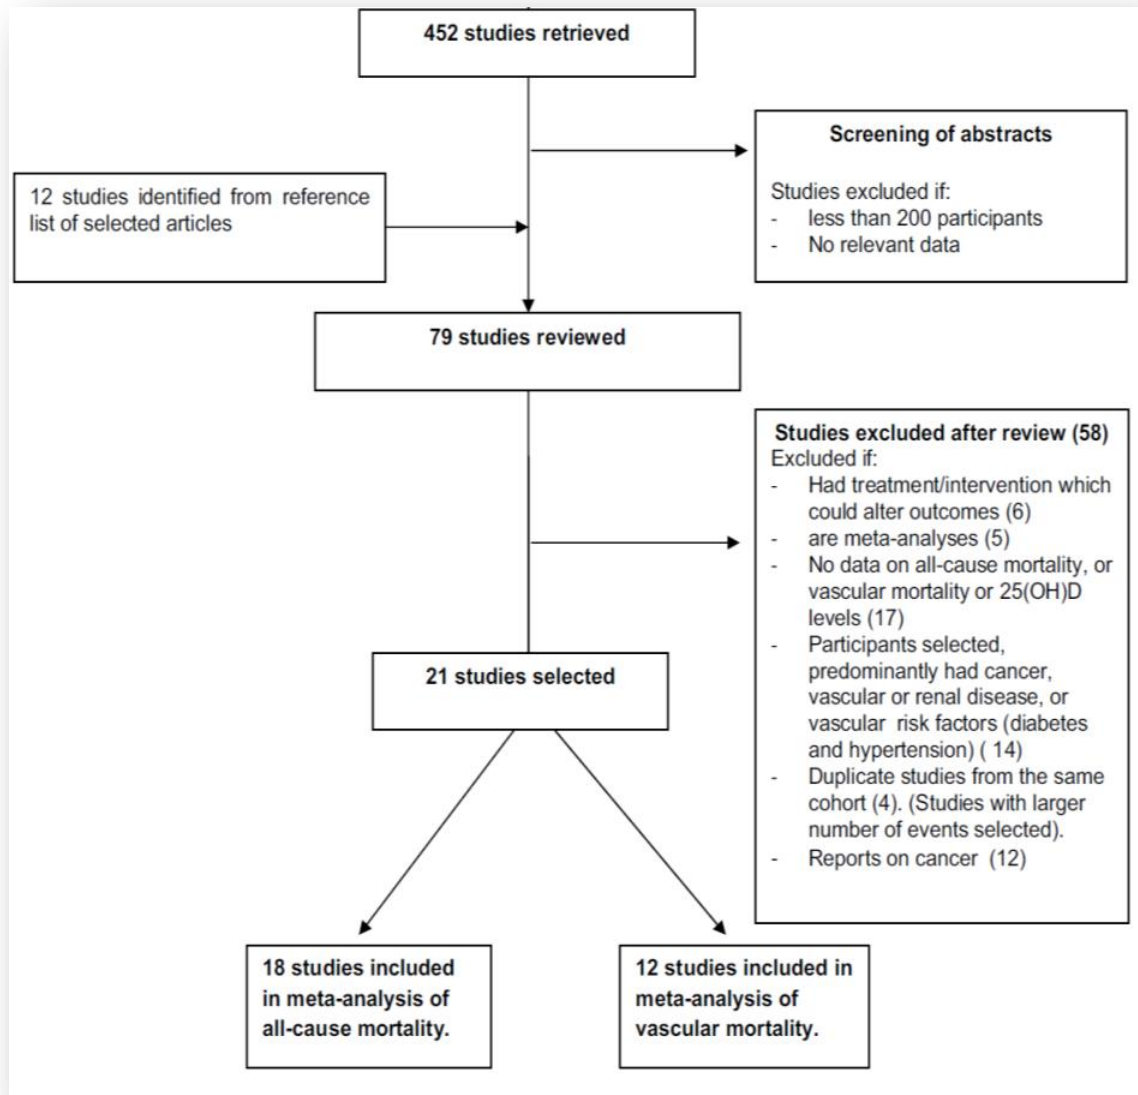 452 studies retrieved
Screening of abstracts
Studies excluded if:
- less than 200 participants
- No relevant data
12 studies identified from reference
list of selected articles
79 studies reviewed
Studies excluded after review (58)
Excluded if:
- Had treatment/intervention which
could alter outcomes (6)
- are meta-analyses (5)
- No data on all-cause mortality, or
vascular mortality or 25(OH)D
levels (17)
- Participants selected,
predominantly had cancer,
vascular or renal disease, or
vascular risk factors (diabetes
and hypertension) ( 14)
- Duplicate studies from the same
cohort (4). (Studies with larger
number of events selected).
- Reports on cancer (12)
21 studies selected
18 studies included
in meta-analysis of
all-cause mortality.
12 studies included in
meta-analysis of
vascular mortality.